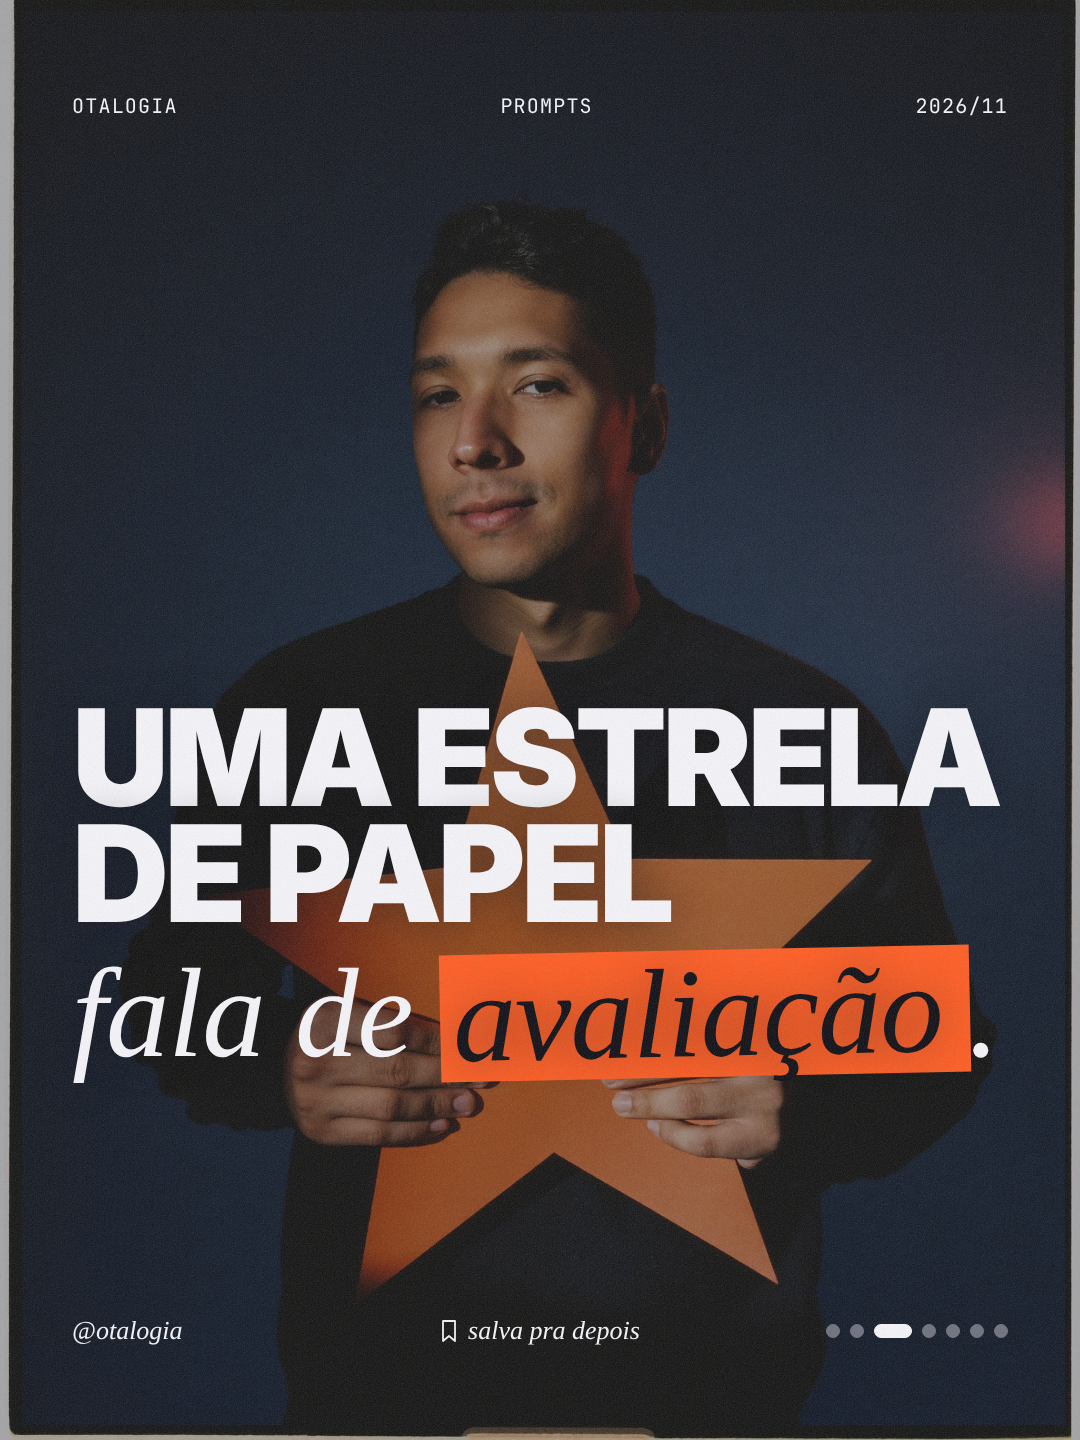 OTALOGIA
PROMPTS
2026/11
UMA ESTRELA
DE PAPEL
fala de avaliação.
@otalogia
salva pra depois